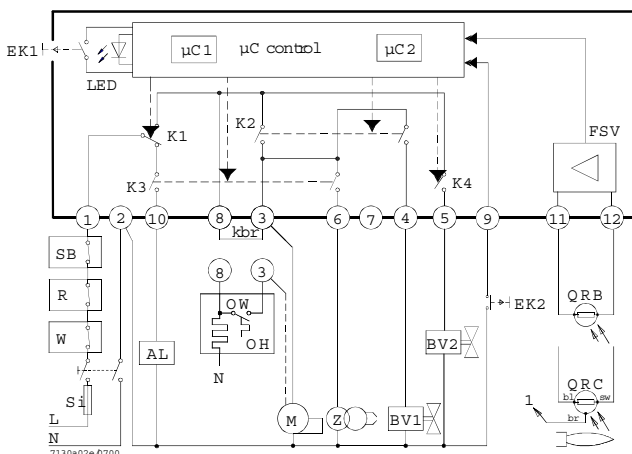 EK1
LED
µC1
µC control
µC2
K1
K2
K3
K4
FSV
1
2
10
8
3
6
7
4
5
9
11
12
kbr
SB
R
W
Si
L
N
AL
8
3
OW
OH
N
M
Z
BV1
BV2
EK2
QRB
QRC
bl
sw
br
1
7130a02e/0700